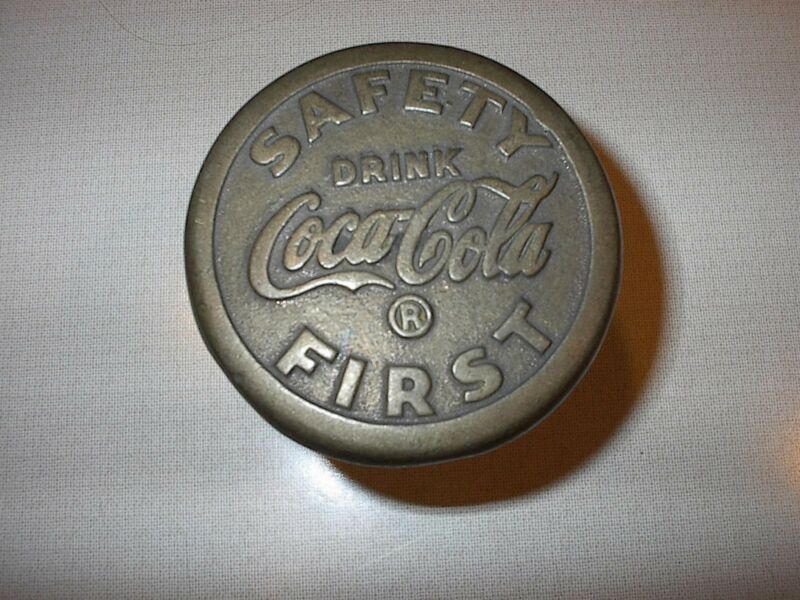 SAFETY
DRINK
Coca-Cola
®
FIRST